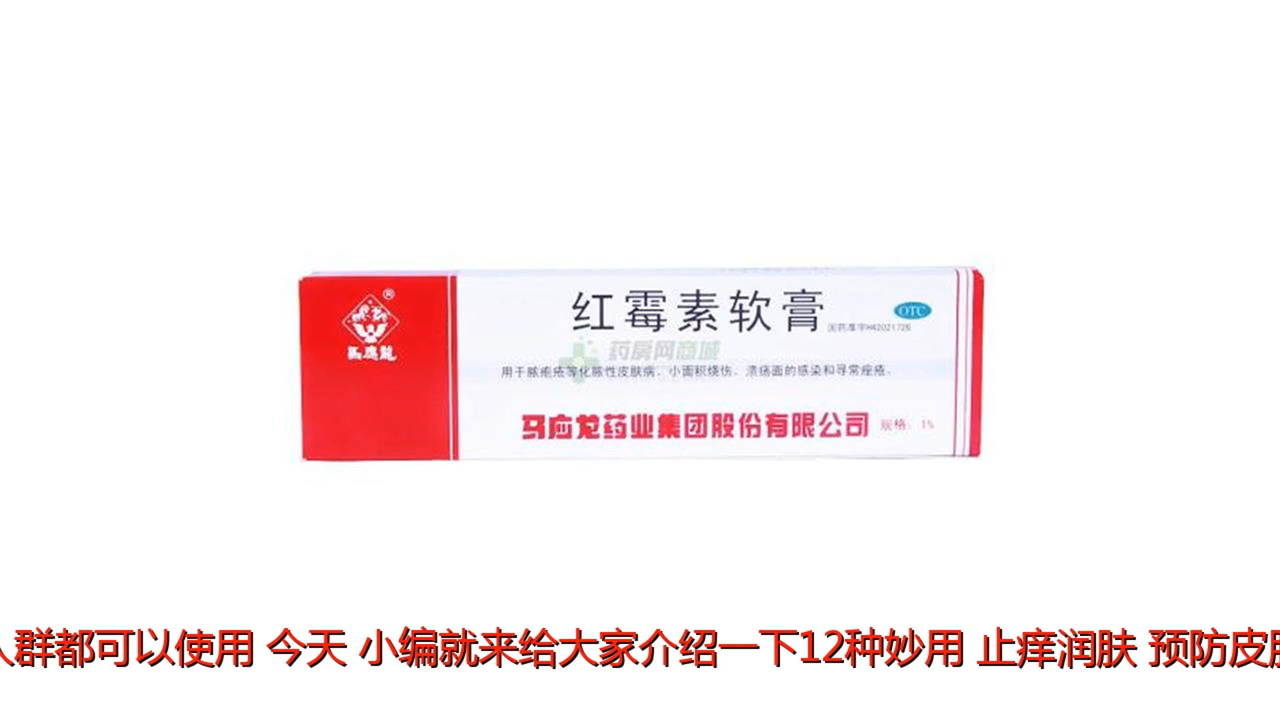 馬應龍
®
红霉素软膏
OTC
国药准字H42021726
药房网商城
用于脓疱疮等化脓性皮肤病、小面积烧伤、溃疡面的感染和寻常痤疮。
马应龙药业集团股份有限公司
规格：1%
人群都可以使用 今天 小编就来给大家介绍一下12种妙用 止痒润肤 预防皮肤